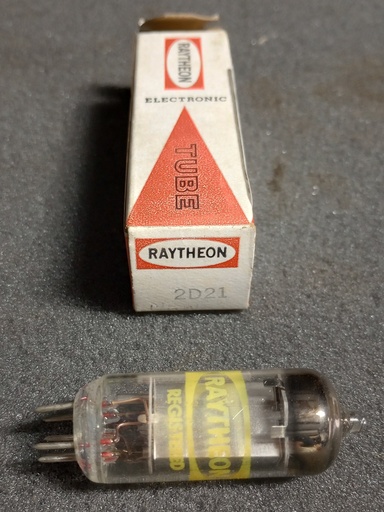 RAYTHEON
ELECTRONIC
TUBE
RAYTHEON
2D21
RAYTHEON
REGISTERED